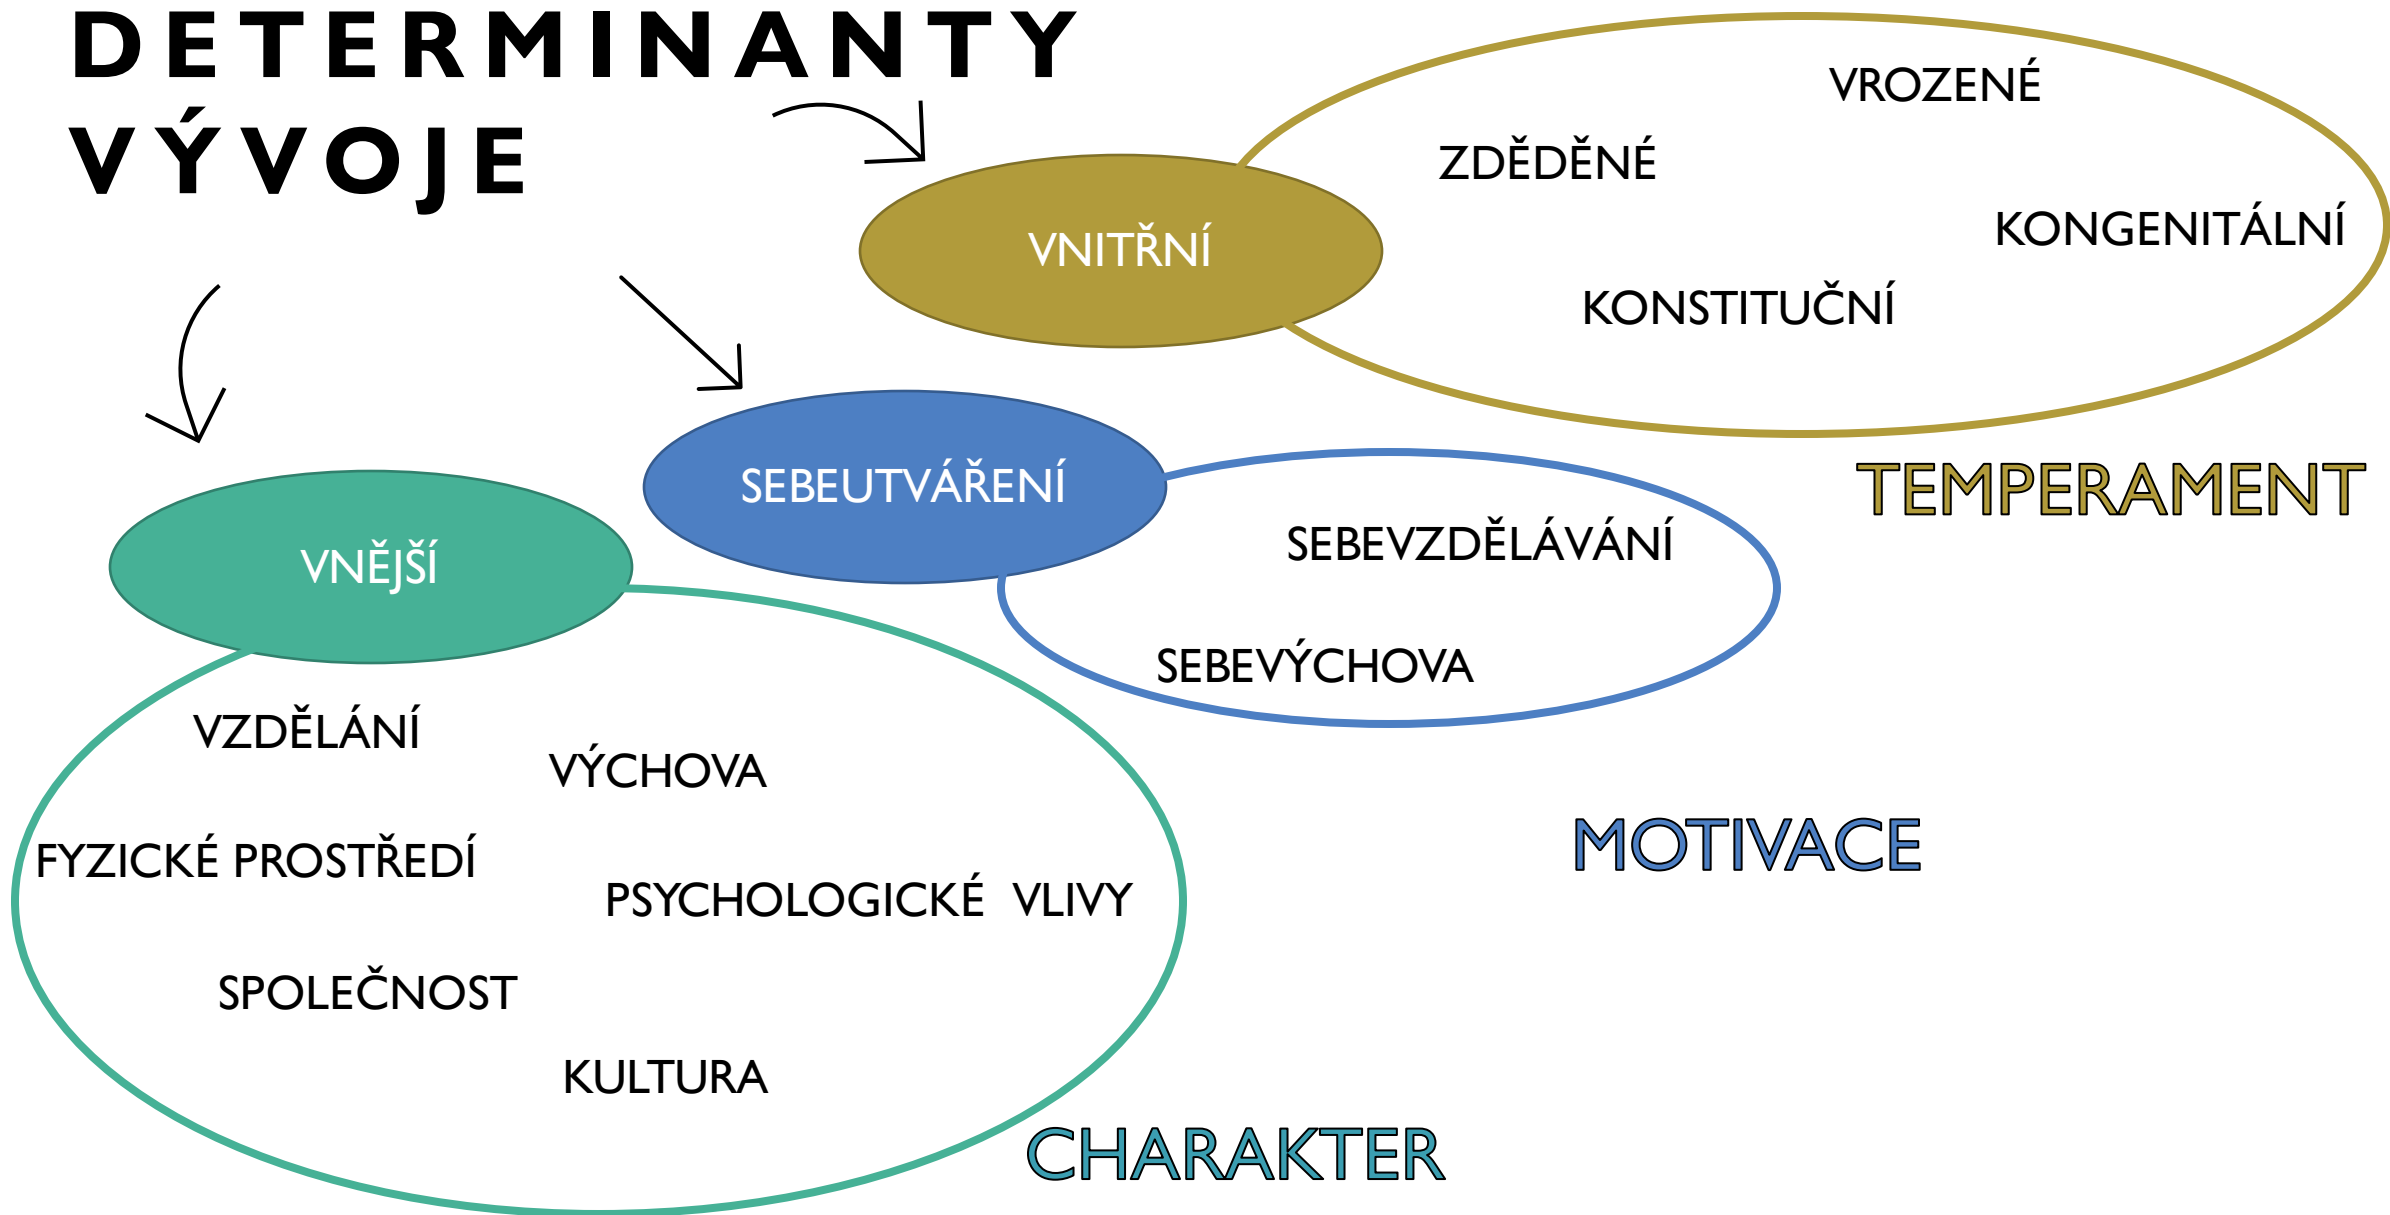 DETERMINANTY
VÝVOJE
VROZENÉ
ZDĚDĚNÉ
KONGENITÁLNÍ
KONSTITUČNÍ
VNITŘNÍ
TEMPERAMENT
SEBEUTVÁŘENÍ
SEBEVZDĚLÁVÁNÍ
SEBEVÝCHOVA
MOTIVACE
VNĚJŠÍ
VZDĚLÁNÍ
VÝCHOVA
FYZICKÉ PROSTŘEDÍ
PSYCHOLOGICKÉ VLIVY
SPOLEČNOST
KULTURA
CHARAKTER